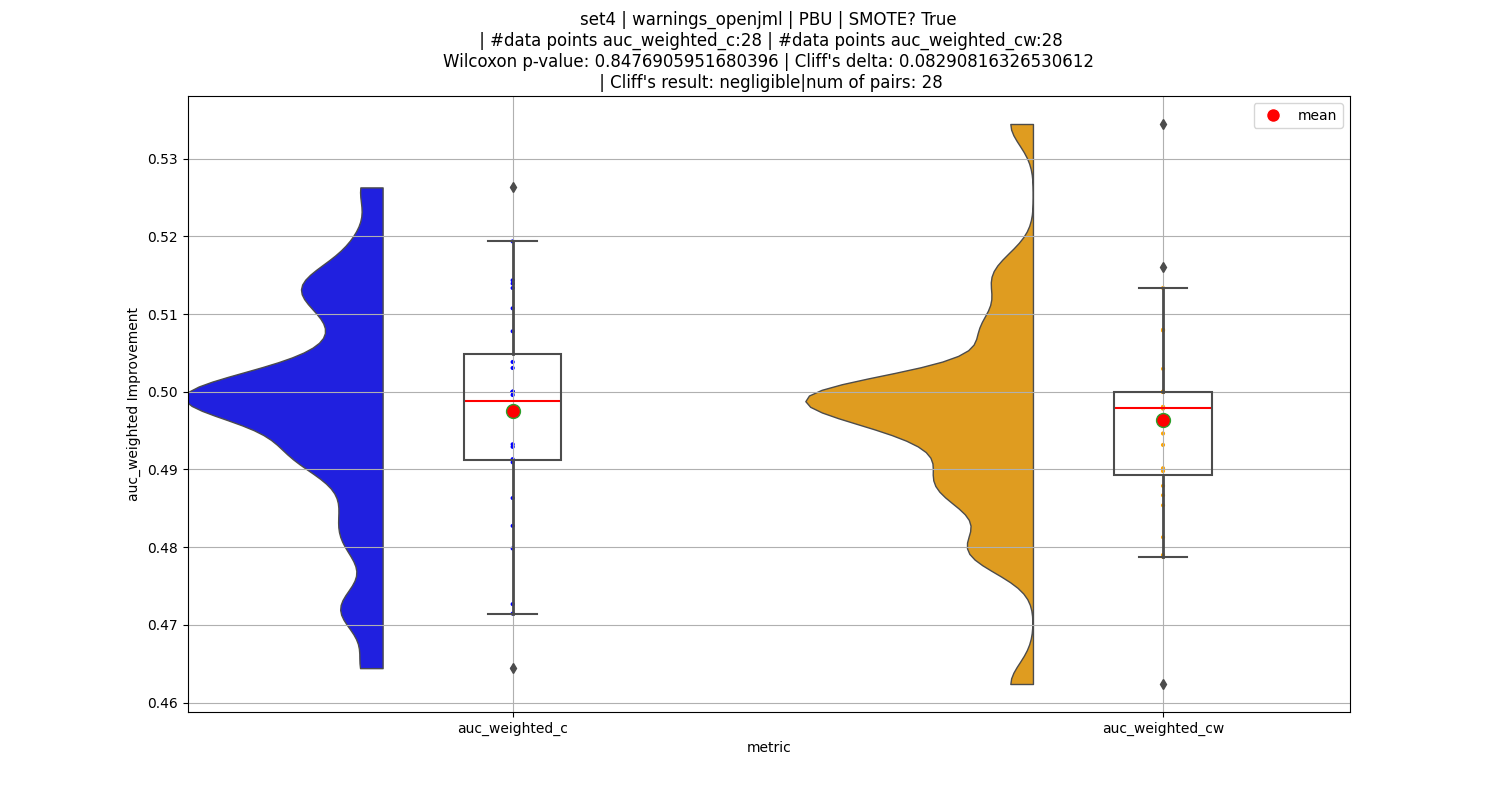 set4 | warnings_openjml | PBU | SMOTE? True
| #data points auc_weighted_c:28 | #data points auc_weighted_cw:28
Wilcoxon p-value: 0.8476905951680396 | Cliff's delta: 0.08290816326530612
| Cliff's result: negligible|num of pairs: 28
mean
auc_weighted Improvement
0.53
0.52
0.51
0.50
0.49
0.48
0.47
0.46
auc_weighted_c
auc_weighted_cw
metric